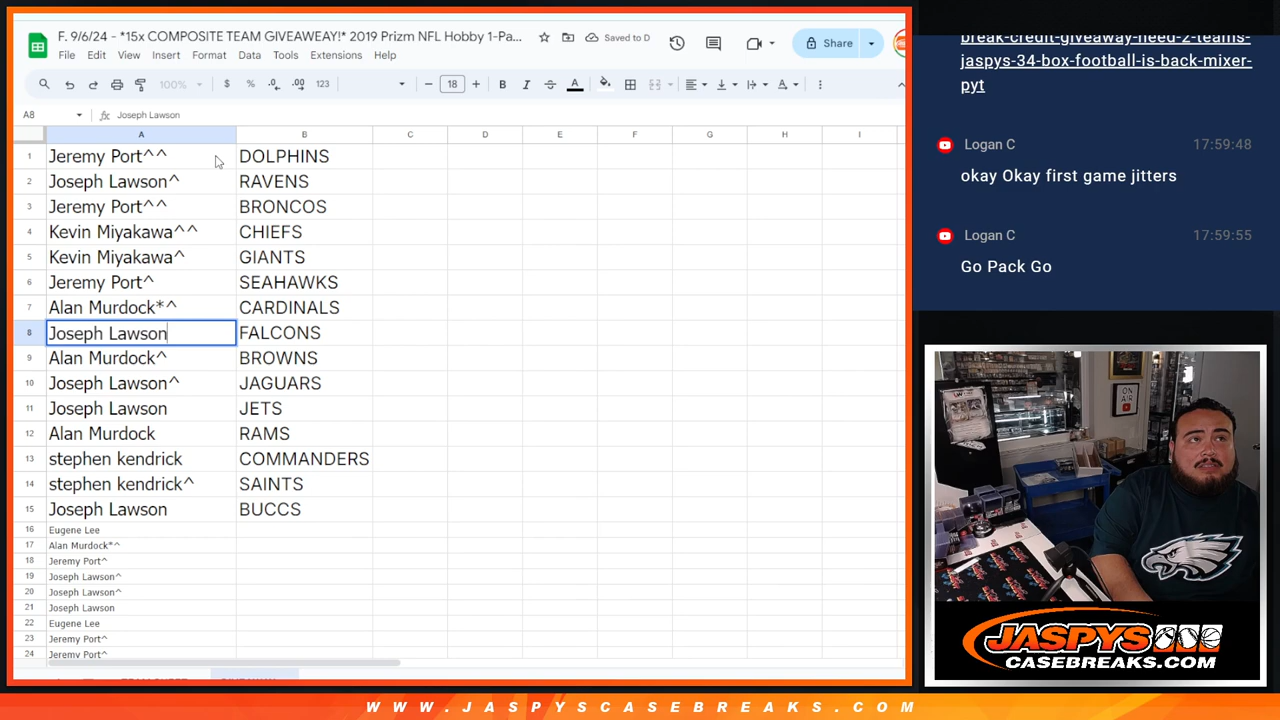 F. 9/6/24 - *15x COMPOSITE TEAM GIVEAWEAY!* 2019 Prizm NFL Hobby 1-Pa...
Saved to D
Share
File Edit View Insert Format Data Tools Extensions Help
100% $ % .0 .00 123 18 B I A
A8 fx Joseph Lawson
A B C D E F G H I
1 Jeremy Port^^ DOLPHINS
2 Joseph Lawson^ RAVENS
3 Jeremy Port^^ BRONCOS
4 Kevin Miyakawa^^ CHIEFS
5 Kevin Miyakawa^ GIANTS
6 Jeremy Port^ SEAHAWKS
7 Alan Murdock*^ CARDINALS
8 Joseph Lawson FALCONS
9 Alan Murdock^ BROWNS
10 Joseph Lawson^ JAGUARS
11 Joseph Lawson JETS
12 Alan Murdock RAMS
13 stephen kendrick COMMANDERS
14 stephen kendrick^ SAINTS
15 Joseph Lawson BUCCS
16 Eugene Lee
17 Alan Murdock*^
18 Jeremy Port^
19 Joseph Lawson^
20 Joseph Lawson^
21 Joseph Lawson
22 Eugene Lee
23 Jeremy Port^
24 Jeremy Port^
break-credit-giveaway-need-2-teams-
jaspys-34-box-football-is-back-mixer-
pyt
Logan C 17:59:48
okay Okay first game jitters
Logan C 17:59:55
Go Pack Go
ON
AIR
JASPYS
CASEBREAKS.COM
WWW.JASPYSCASEBREAKS.COM